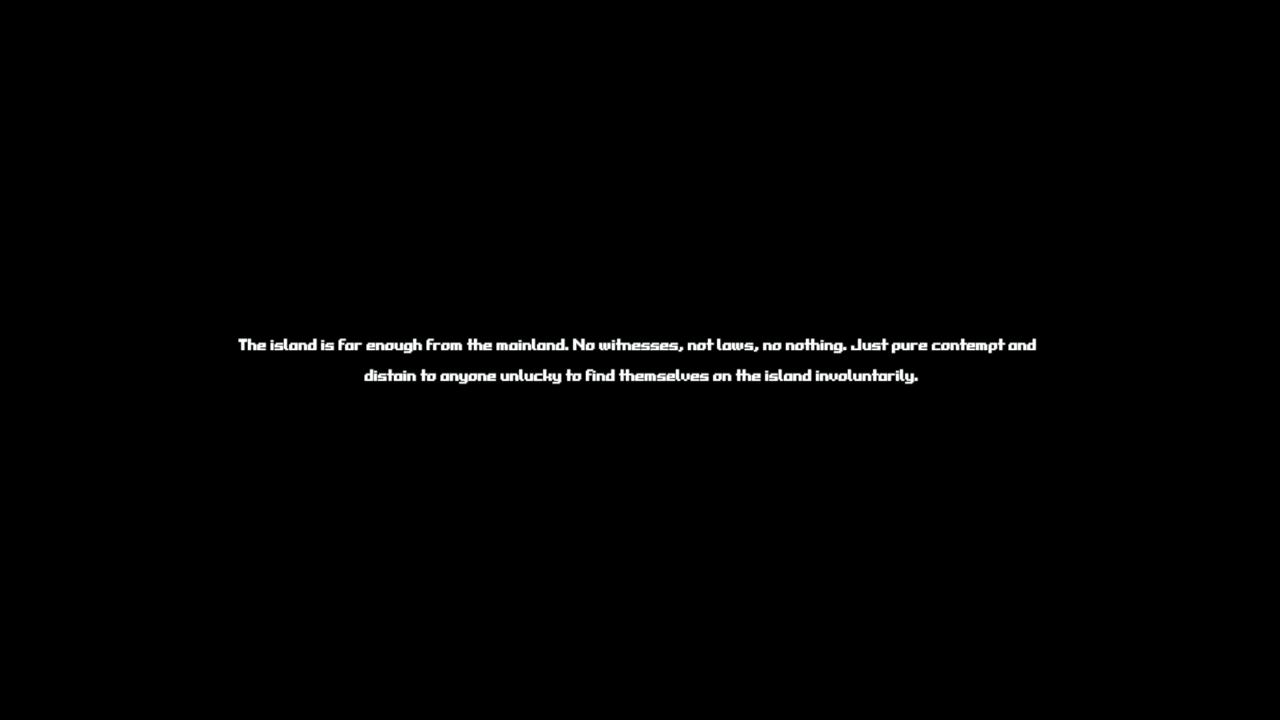 The island is far enough from the mainland. No witnesses, not laws, no nothing. Just pure contempt and
distain to anyone unlucky to find themselves on the island involuntarily.